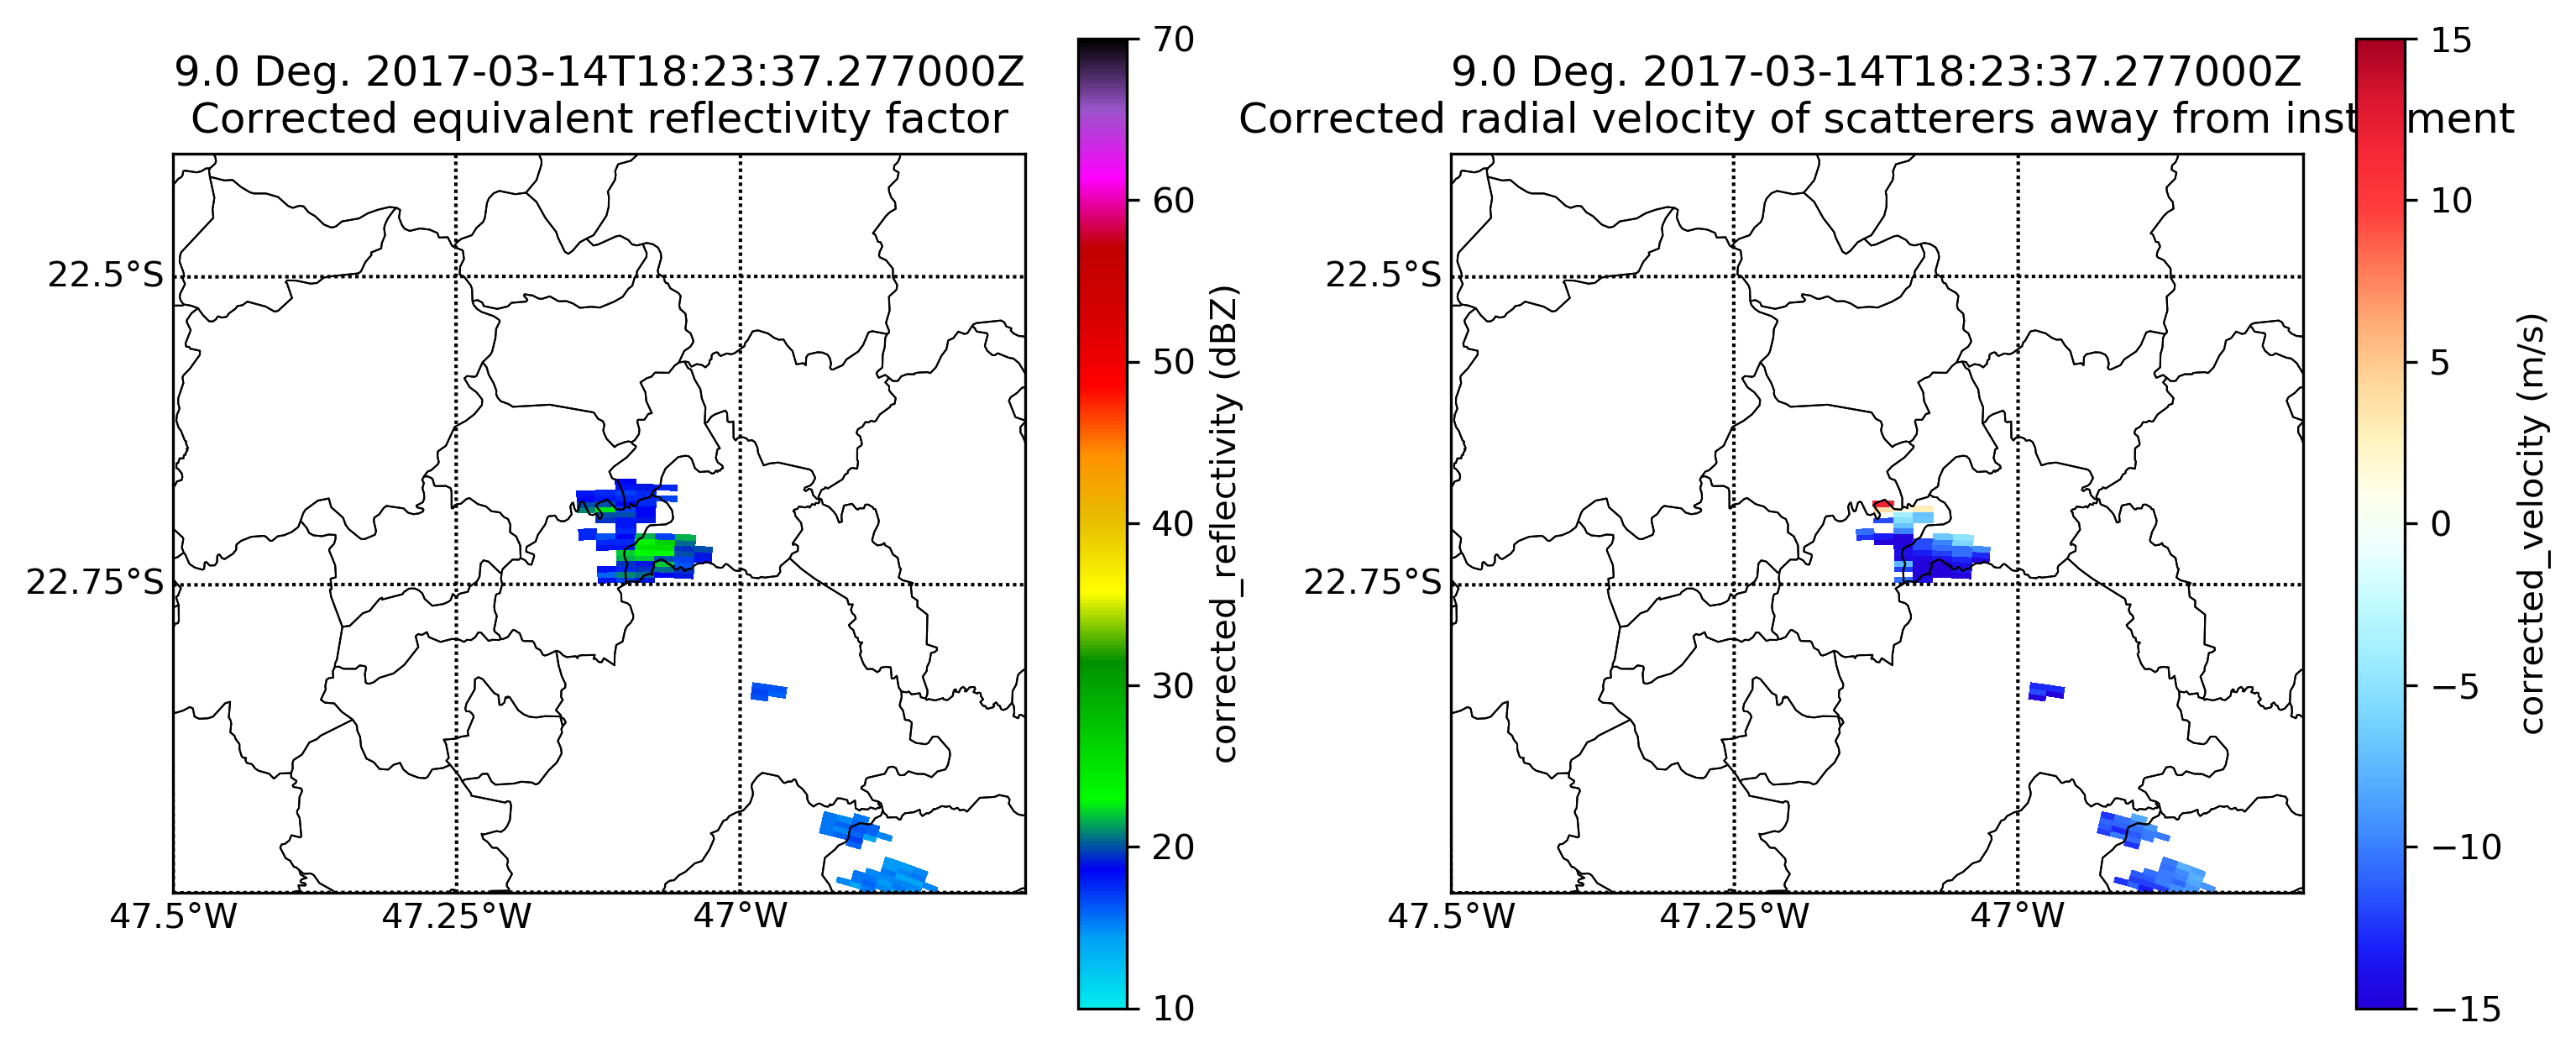 9.0 Deg. 2017-03-14T18:23:37.277000Z
Corrected equivalent reflectivity factor
22.5°S
22.75°S
47.5°W
47.25°W
47°W
70
60
50
40
30
20
10
corrected_reflectivity (dBZ)
9.0 Deg. 2017-03-14T18:23:37.277000Z
Corrected radial velocity of scatterers away from inst ment
22.5°S
22.75°S
47.5°W
47.25°W
47°W
15
10
5
0
−5
−10
−15
corrected_velocity (m/s)